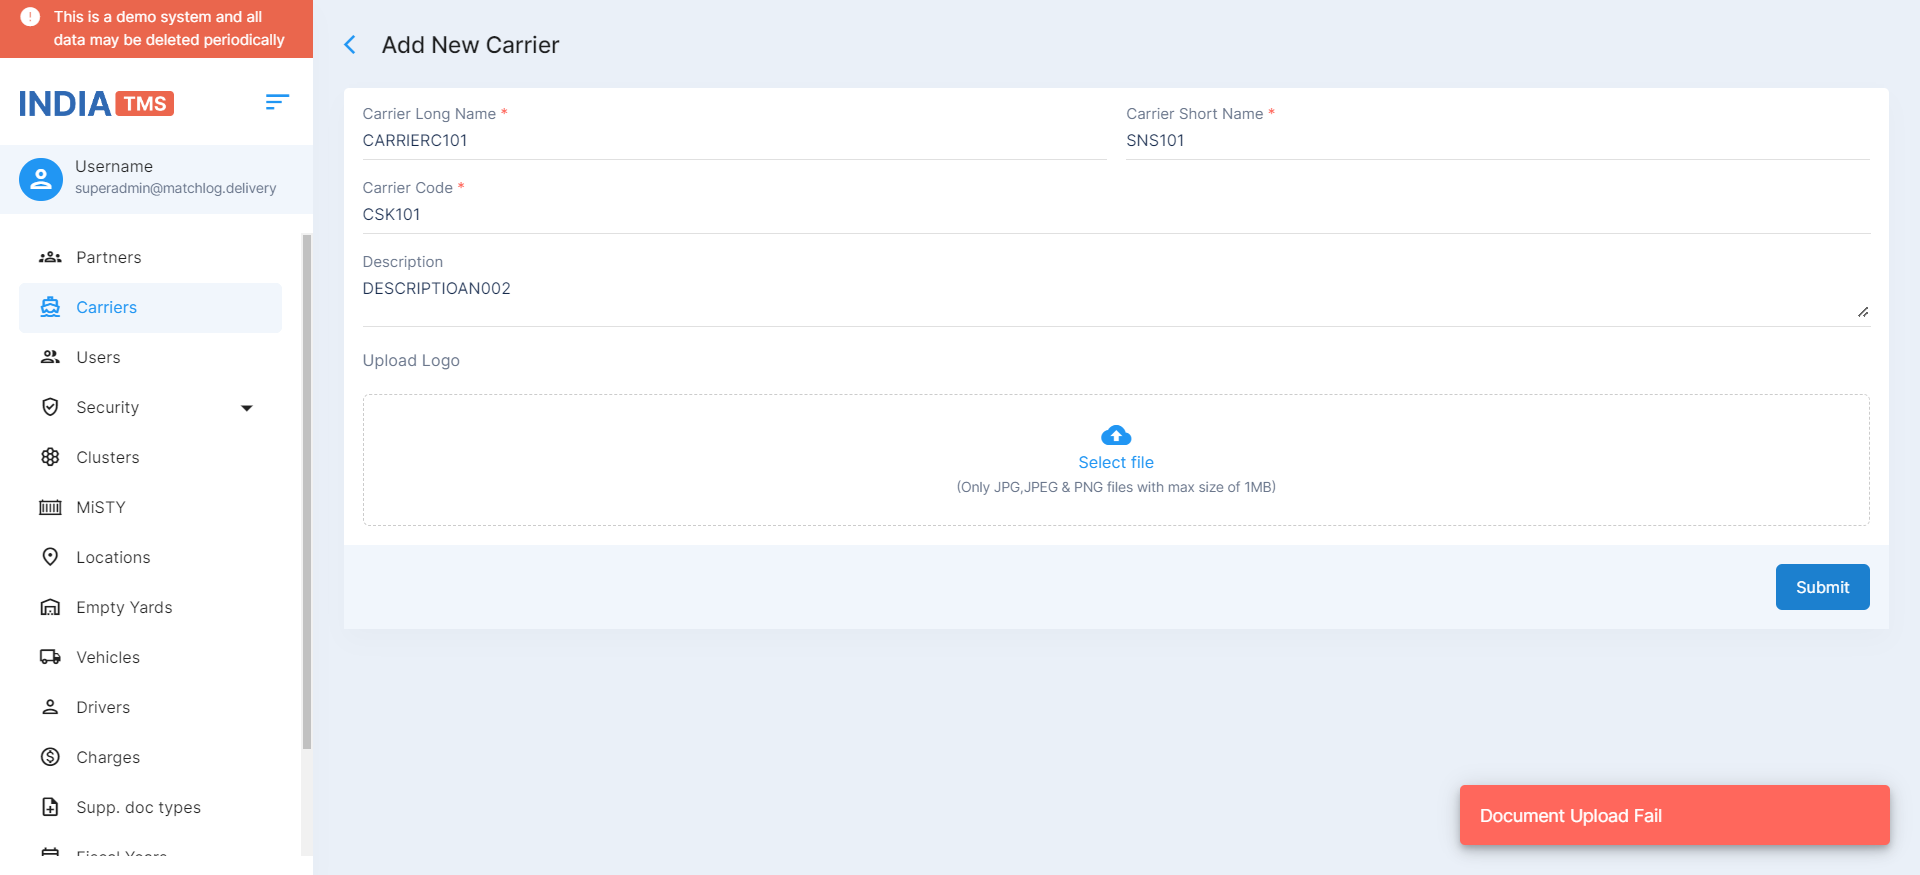 This is a demo system and all
data may be deleted periodically
INDIA TMS
Username
superadmin@matchlog.delivery
Partners
Carriers
Users
Security
Clusters
MiSTY
Locations
Empty Yards
Vehicles
Drivers
Charges
Supp. doc types
Fiscal Years
Add New Carrier
Carrier Long Name *
CARRIERC101
Carrier Short Name *
SNS101
Carrier Code *
CSK101
Description
DESCRIPTIOAN002
Upload Logo
Select file
(Only JPG,JPEG & PNG files with max size of 1MB)
Submit
Document Upload Fail